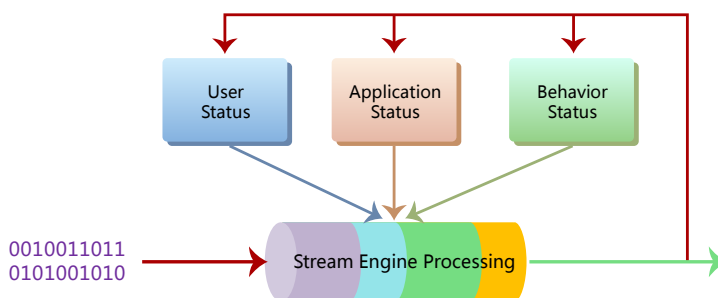 User
Status
Application
Status
Behavior
Status
0010011011
0101001010
Stream Engine Processing